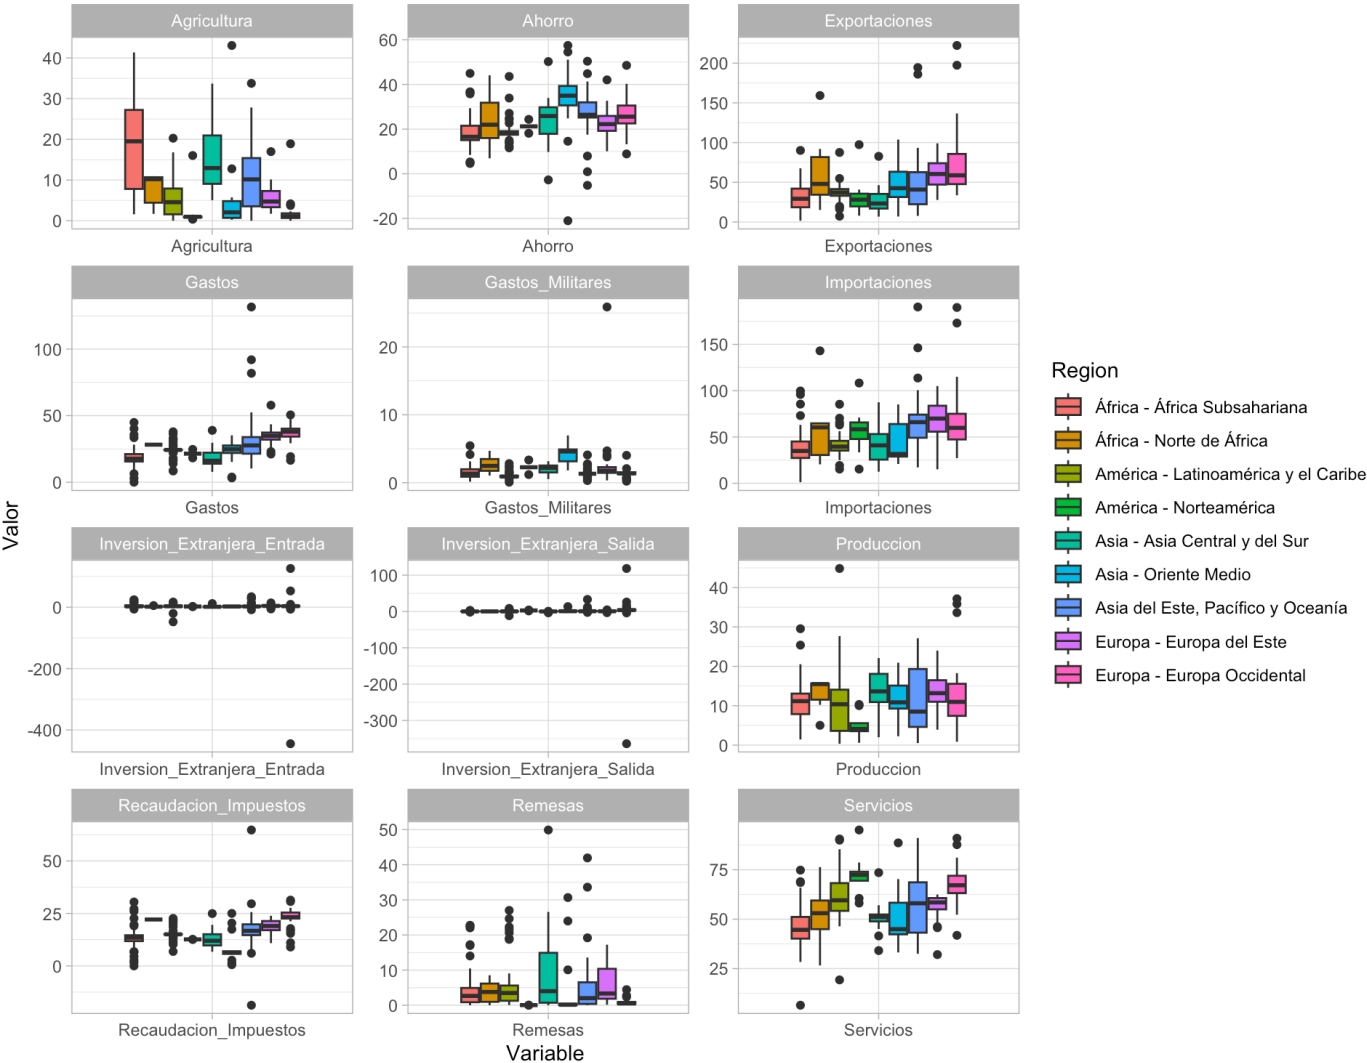 Agricultura
Ahorro
Exportaciones
40
30
20
10
0
60
40
20
0
-20
200
150
100
50
0
Agricultura
Ahorro
Exportaciones
Gastos
Gastos_Militares
Importaciones
100
50
0
20
10
0
150
100
50
0
Gastos
Gastos_Militares
Importaciones
Valor
Inversion_Extranjera_Entrada
Inversion_Extranjera_Salida
Produccion
0
-200
-400
100
0
-100
-200
-300
40
30
20
10
0
Inversion_Extranjera_Entrada
Inversion_Extranjera_Salida
Produccion
Recaudacion_Impuestos
Remesas
Servicios
50
25
0
50
40
30
20
10
0
75
50
25
Recaudacion_Impuestos
Remesas
Servicios
Variable
Region
África - África Subsahariana
África - Norte de África
América - Latinoamérica y el Caribe
América - Norteamérica
Asia - Asia Central y del Sur
Asia - Oriente Medio
Asia del Este, Pacífico y Oceanía
Europa - Europa del Este
Europa - Europa Occidental